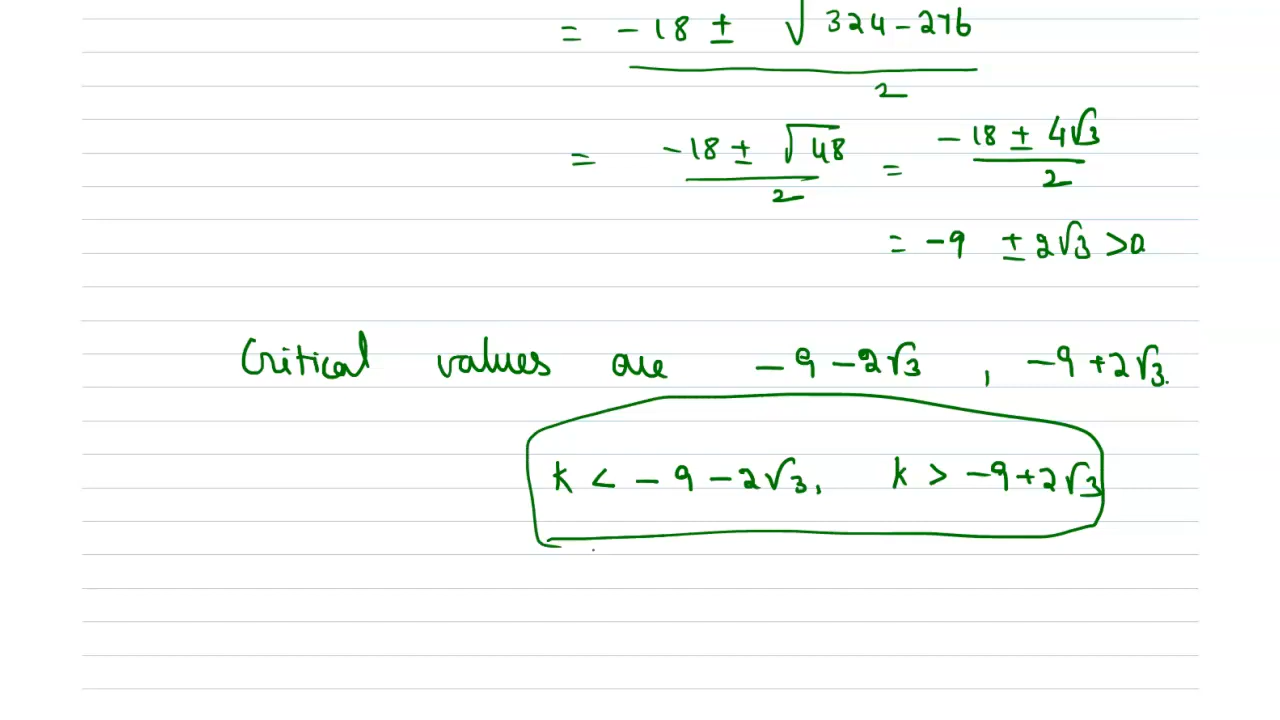 = -18 ± √324-276
2
= -18 ± √48 / 2 = -18 ± 4√3 / 2
= -9 ± 2√3 >0
Critical values are -9-2√3 , -9+2√3.
k < -9-2√3, k > -9+2√3